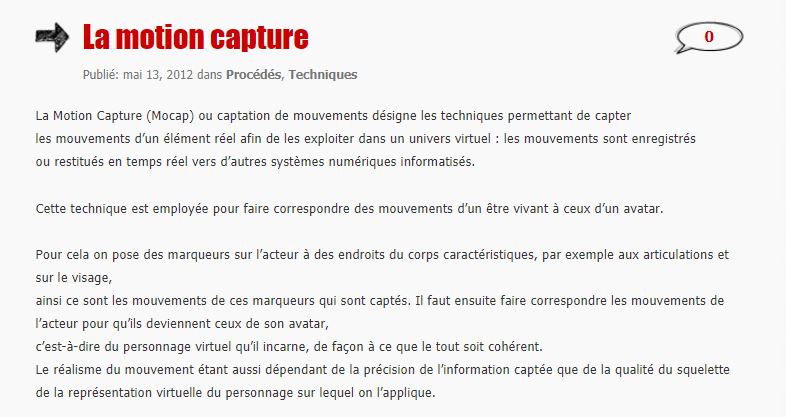 La motion capture
0
Publié: mai 13, 2012 dans Procédés, Techniques
La Motion Capture (Mocap) ou captation de mouvements désigne les techniques permettant de capter
les mouvements d’un élément réel afin de les exploiter dans un univers virtuel : les mouvements sont enregistrés
ou restitués en temps réel vers d’autres systèmes numériques informatisés.
Cette technique est employée pour faire correspondre des mouvements d’un être vivant à ceux d’un avatar.
Pour cela on pose des marqueurs sur l’acteur à des endroits du corps caractéristiques, par exemple aux articulations et
sur le visage,
ainsi ce sont les mouvements de ces marqueurs qui sont captés. Il faut ensuite faire correspondre les mouvements de
l’acteur pour qu’ils deviennent ceux de son avatar,
c’est-à-dire du personnage virtuel qu’il incarne, de façon à ce que le tout soit cohérent.
Le réalisme du mouvement étant aussi dépendant de la précision de l’information captée que de la qualité du squelette
de la représentation virtuelle du personnage sur lequel on l’applique.